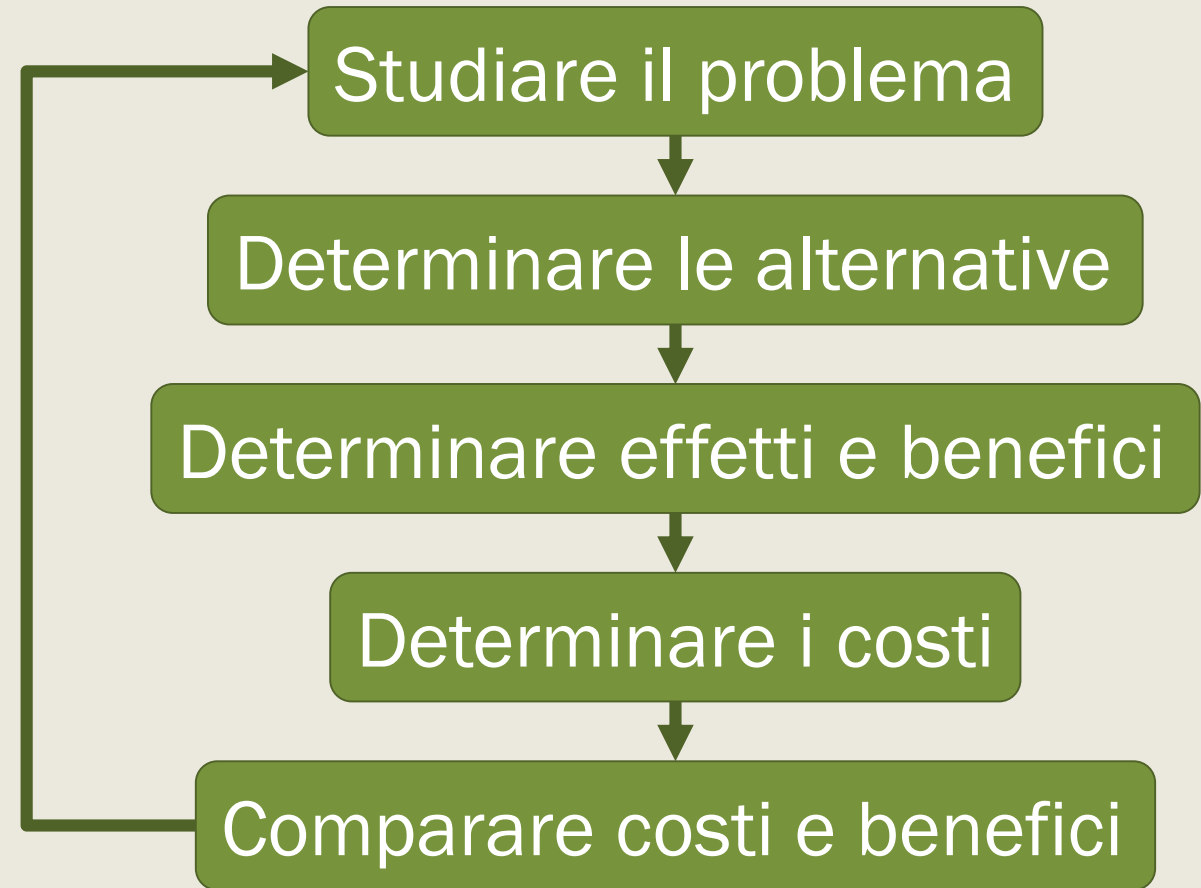 Studiare il problema
Determinare le alternative
Determinare effetti e benefici
Determinare i costi
Comparare costi e benefici